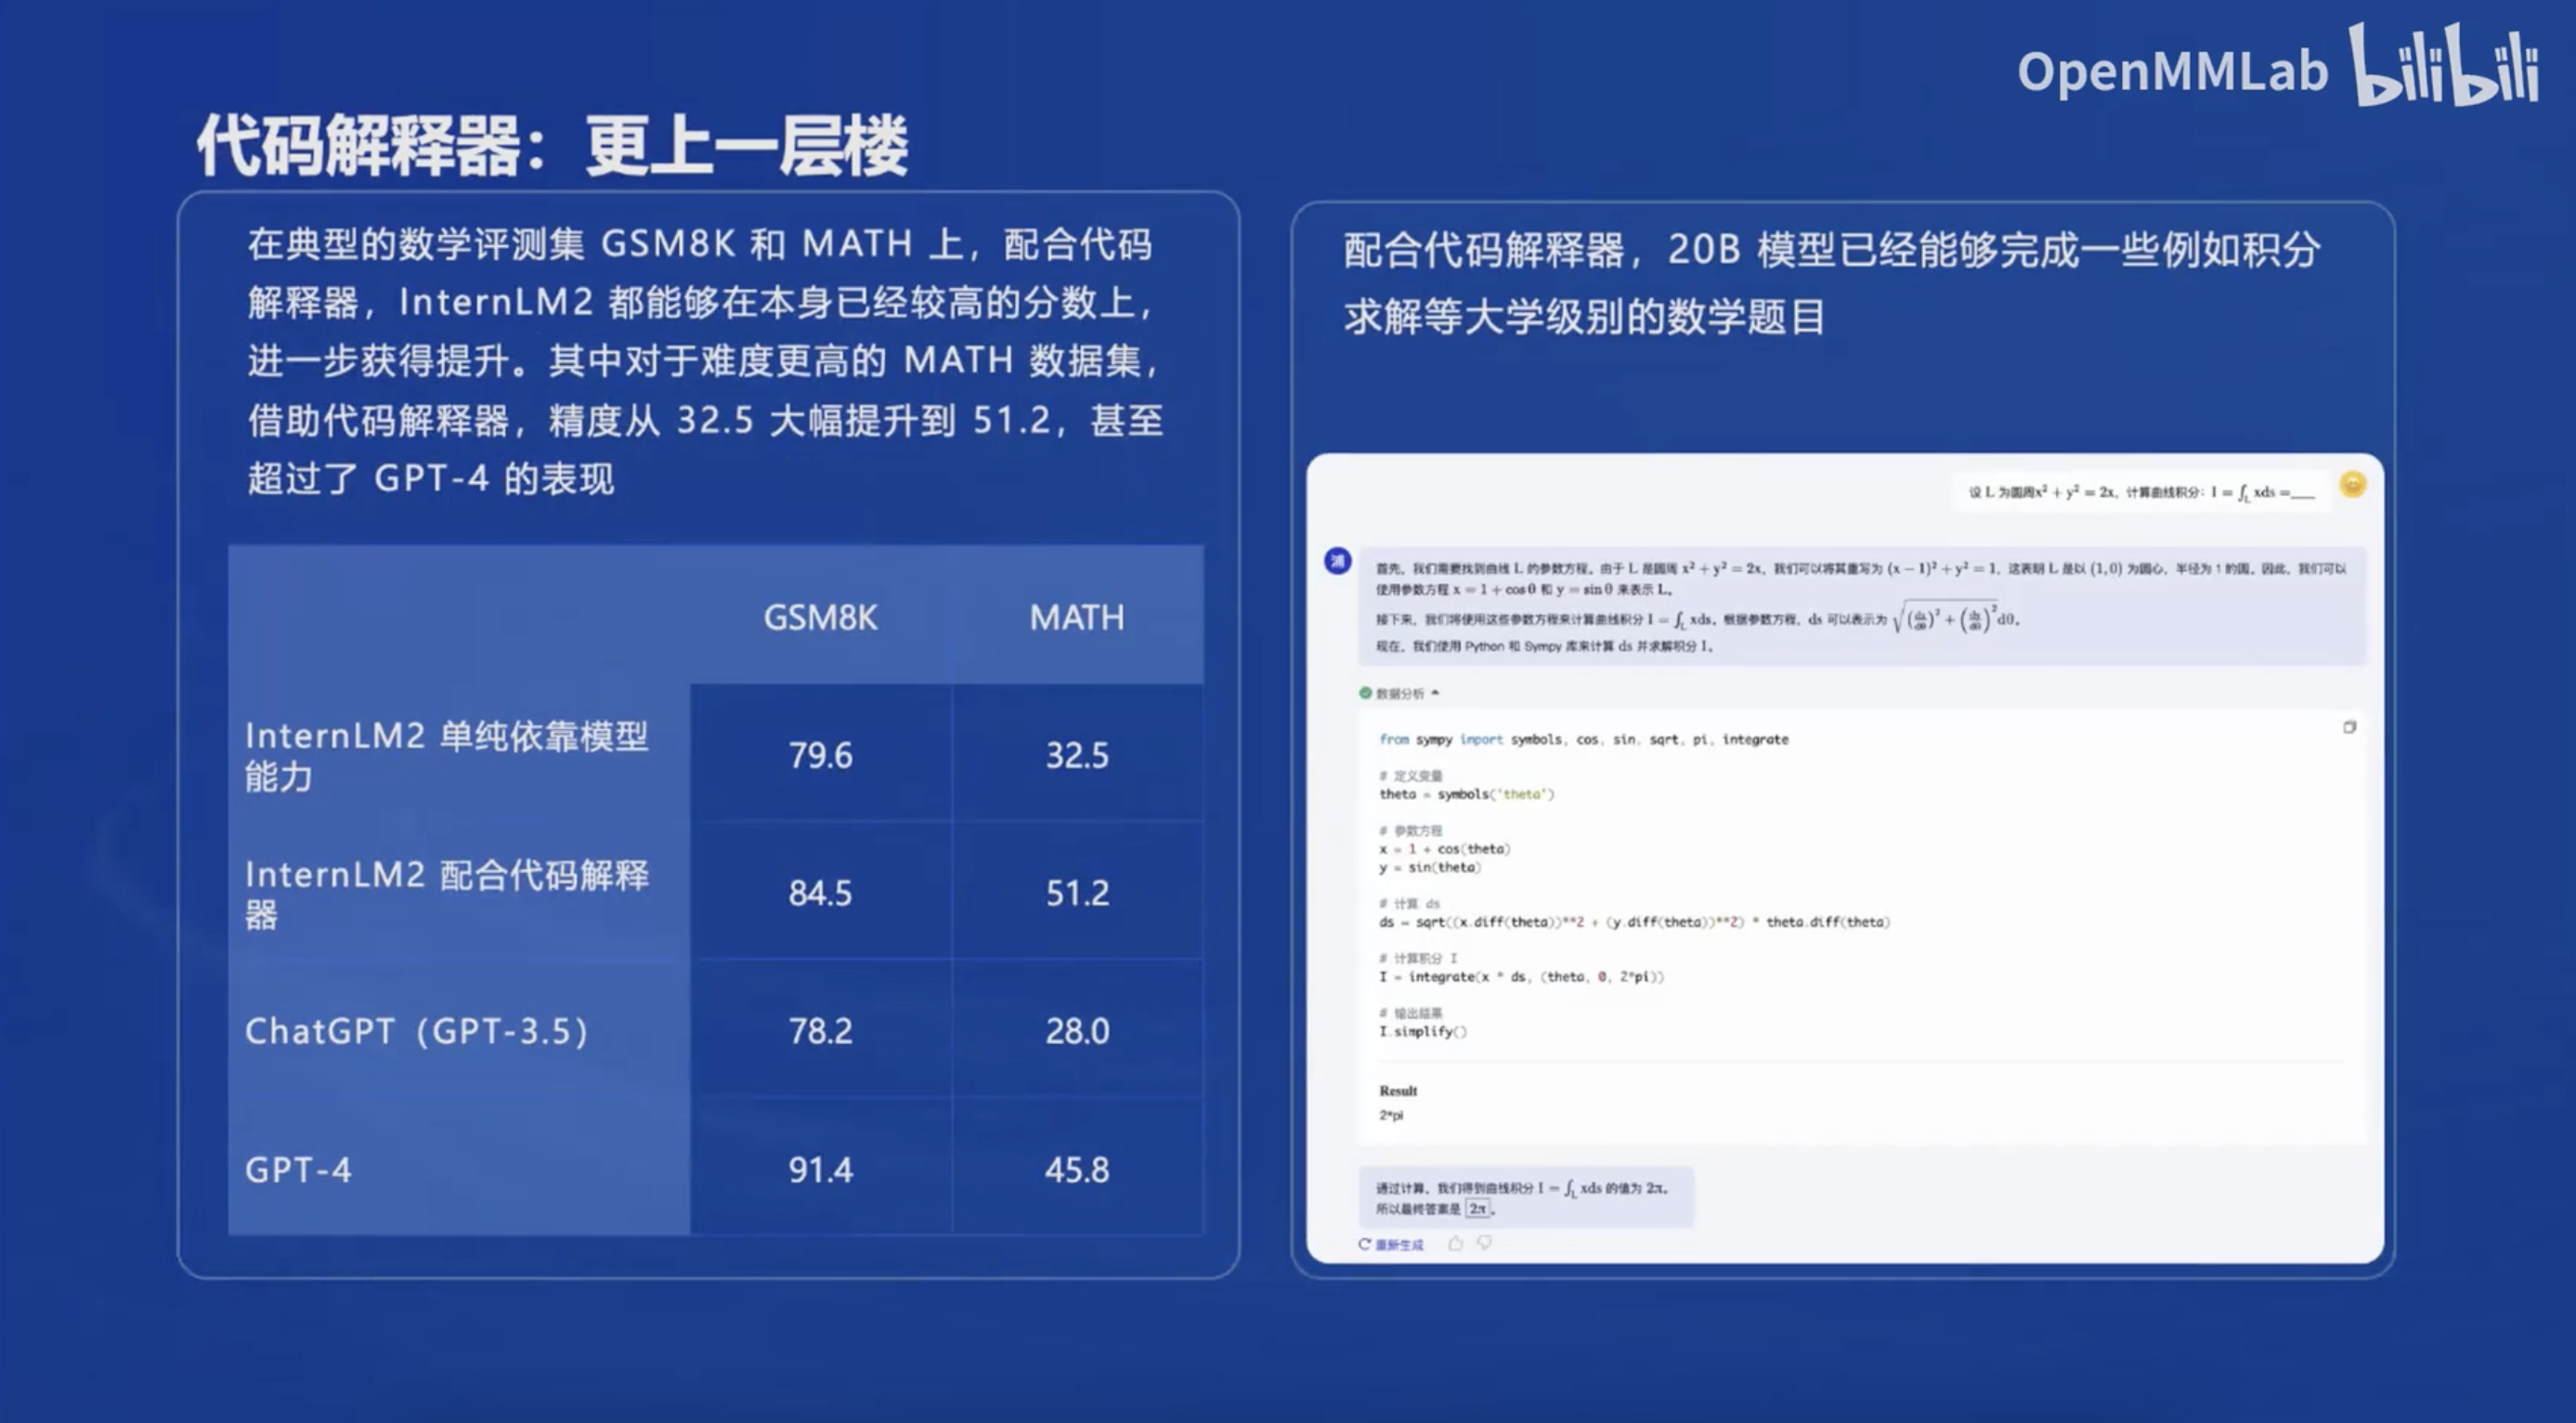 OpenMMLab bilibili
代码解释器：更上一层楼
在典型的数学评测集 GSM8K 和 MATH 上，配合代码
解释器，InternLM2 都能够在本身已经较高的分数上，
进一步获得提升。其中对于难度更高的 MATH 数据集，
借助代码解释器，精度从 32.5 大幅提升到 51.2，甚至
超过了 GPT-4 的表现
GSM8K MATH
InternLM2 单纯依靠模型
能力
79.6 32.5
InternLM2 配合代码解释
器
84.5 51.2
ChatGPT（GPT-3.5） 78.2 28.0
GPT-4 91.4 45.8
配合代码解释器，20B 模型已经能够完成一些例如积分
求解等大学级别的数学题目
设 L 为圆周x² + y² = 2x，计算曲线积分：I = ∫_L xds =___
浦
首先，我们需要找到曲线 L 的参数方程。由于 L 是圆周 x² + y² = 2x，我们可以将其重写为 (x − 1)² + y² = 1，这表明 L 是以 (1,0) 为圆心，半径为 1 的圆。因此，我们可以
使用参数方程 x = 1 + cos θ 和 y = sin θ 来表示 L。
接下来，我们将使用这些参数方程来计算曲线积分 I = ∫_L xds。根据参数方程，ds 可以表示为 √((dx/dθ)² + (dy/dθ)²)dθ。
现在，我们使用 Python 和 Sympy 库来计算 ds 并求解积分 I。
数据分析
from sympy import symbols, cos, sin, sqrt, pi, integrate
# 定义变量
theta = symbols('theta')
# 参数方程
x = 1 + cos(theta)
y = sin(theta)
# 计算 ds
ds = sqrt((x.diff(theta))**2 + (y.diff(theta))**2) * theta.diff(theta)
# 计算积分 I
I = integrate(x * ds, (theta, 0, 2*pi))
# 输出结果
I.simplify()
Result
2*pi
通过计算，我们得到曲线积分 I = ∫_L xds 的值为 2π。
所以最终答案是 2π。
重新生成